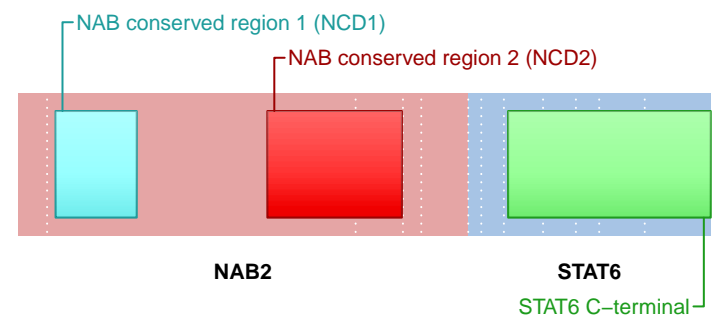 NAB conserved region 1 (NCD1)
NAB conserved region 2 (NCD2)
NAB2
STAT6
STAT6 C−terminal